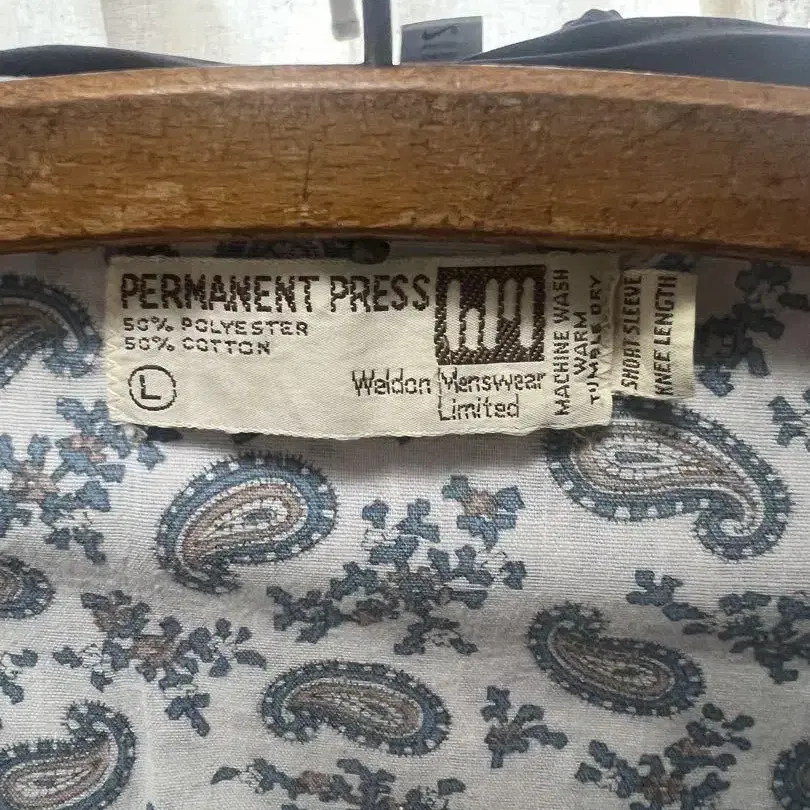 PERMANENT PRESS
50% POLYESTER
50% COTTON
L
Weldon Menswear
Limited
MACHINE WASH
WARM
TUMBLE DRY
SHORT SLEEVE
KNEE LENGTH